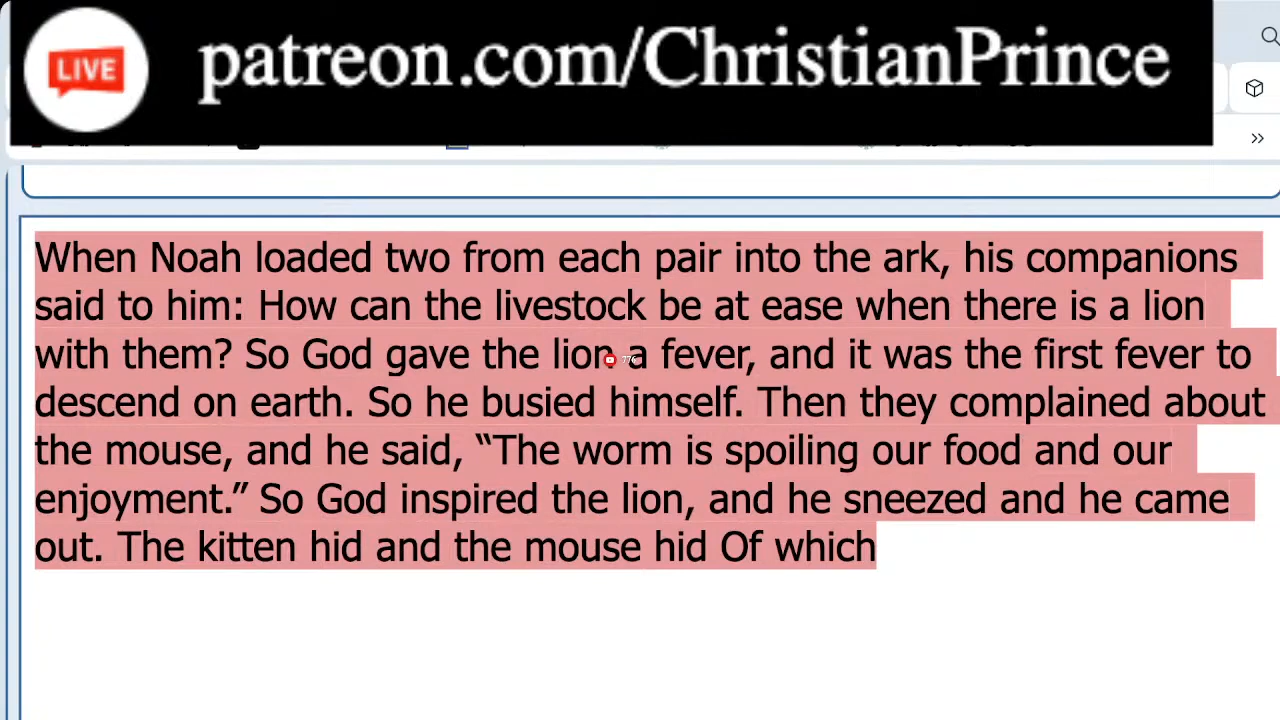 LIVE
patreon.com/ChristianPrince
When Noah loaded two from each pair into the ark, his companions
said to him: How can the livestock be at ease when there is a lion
with them? So God gave the lion a fever, and it was the first fever to
descend on earth. So he busied himself. Then they complained about
the mouse, and he said, “The worm is spoiling our food and our
enjoyment.” So God inspired the lion, and he sneezed and he came
out. The kitten hid and the mouse hid Of which
776